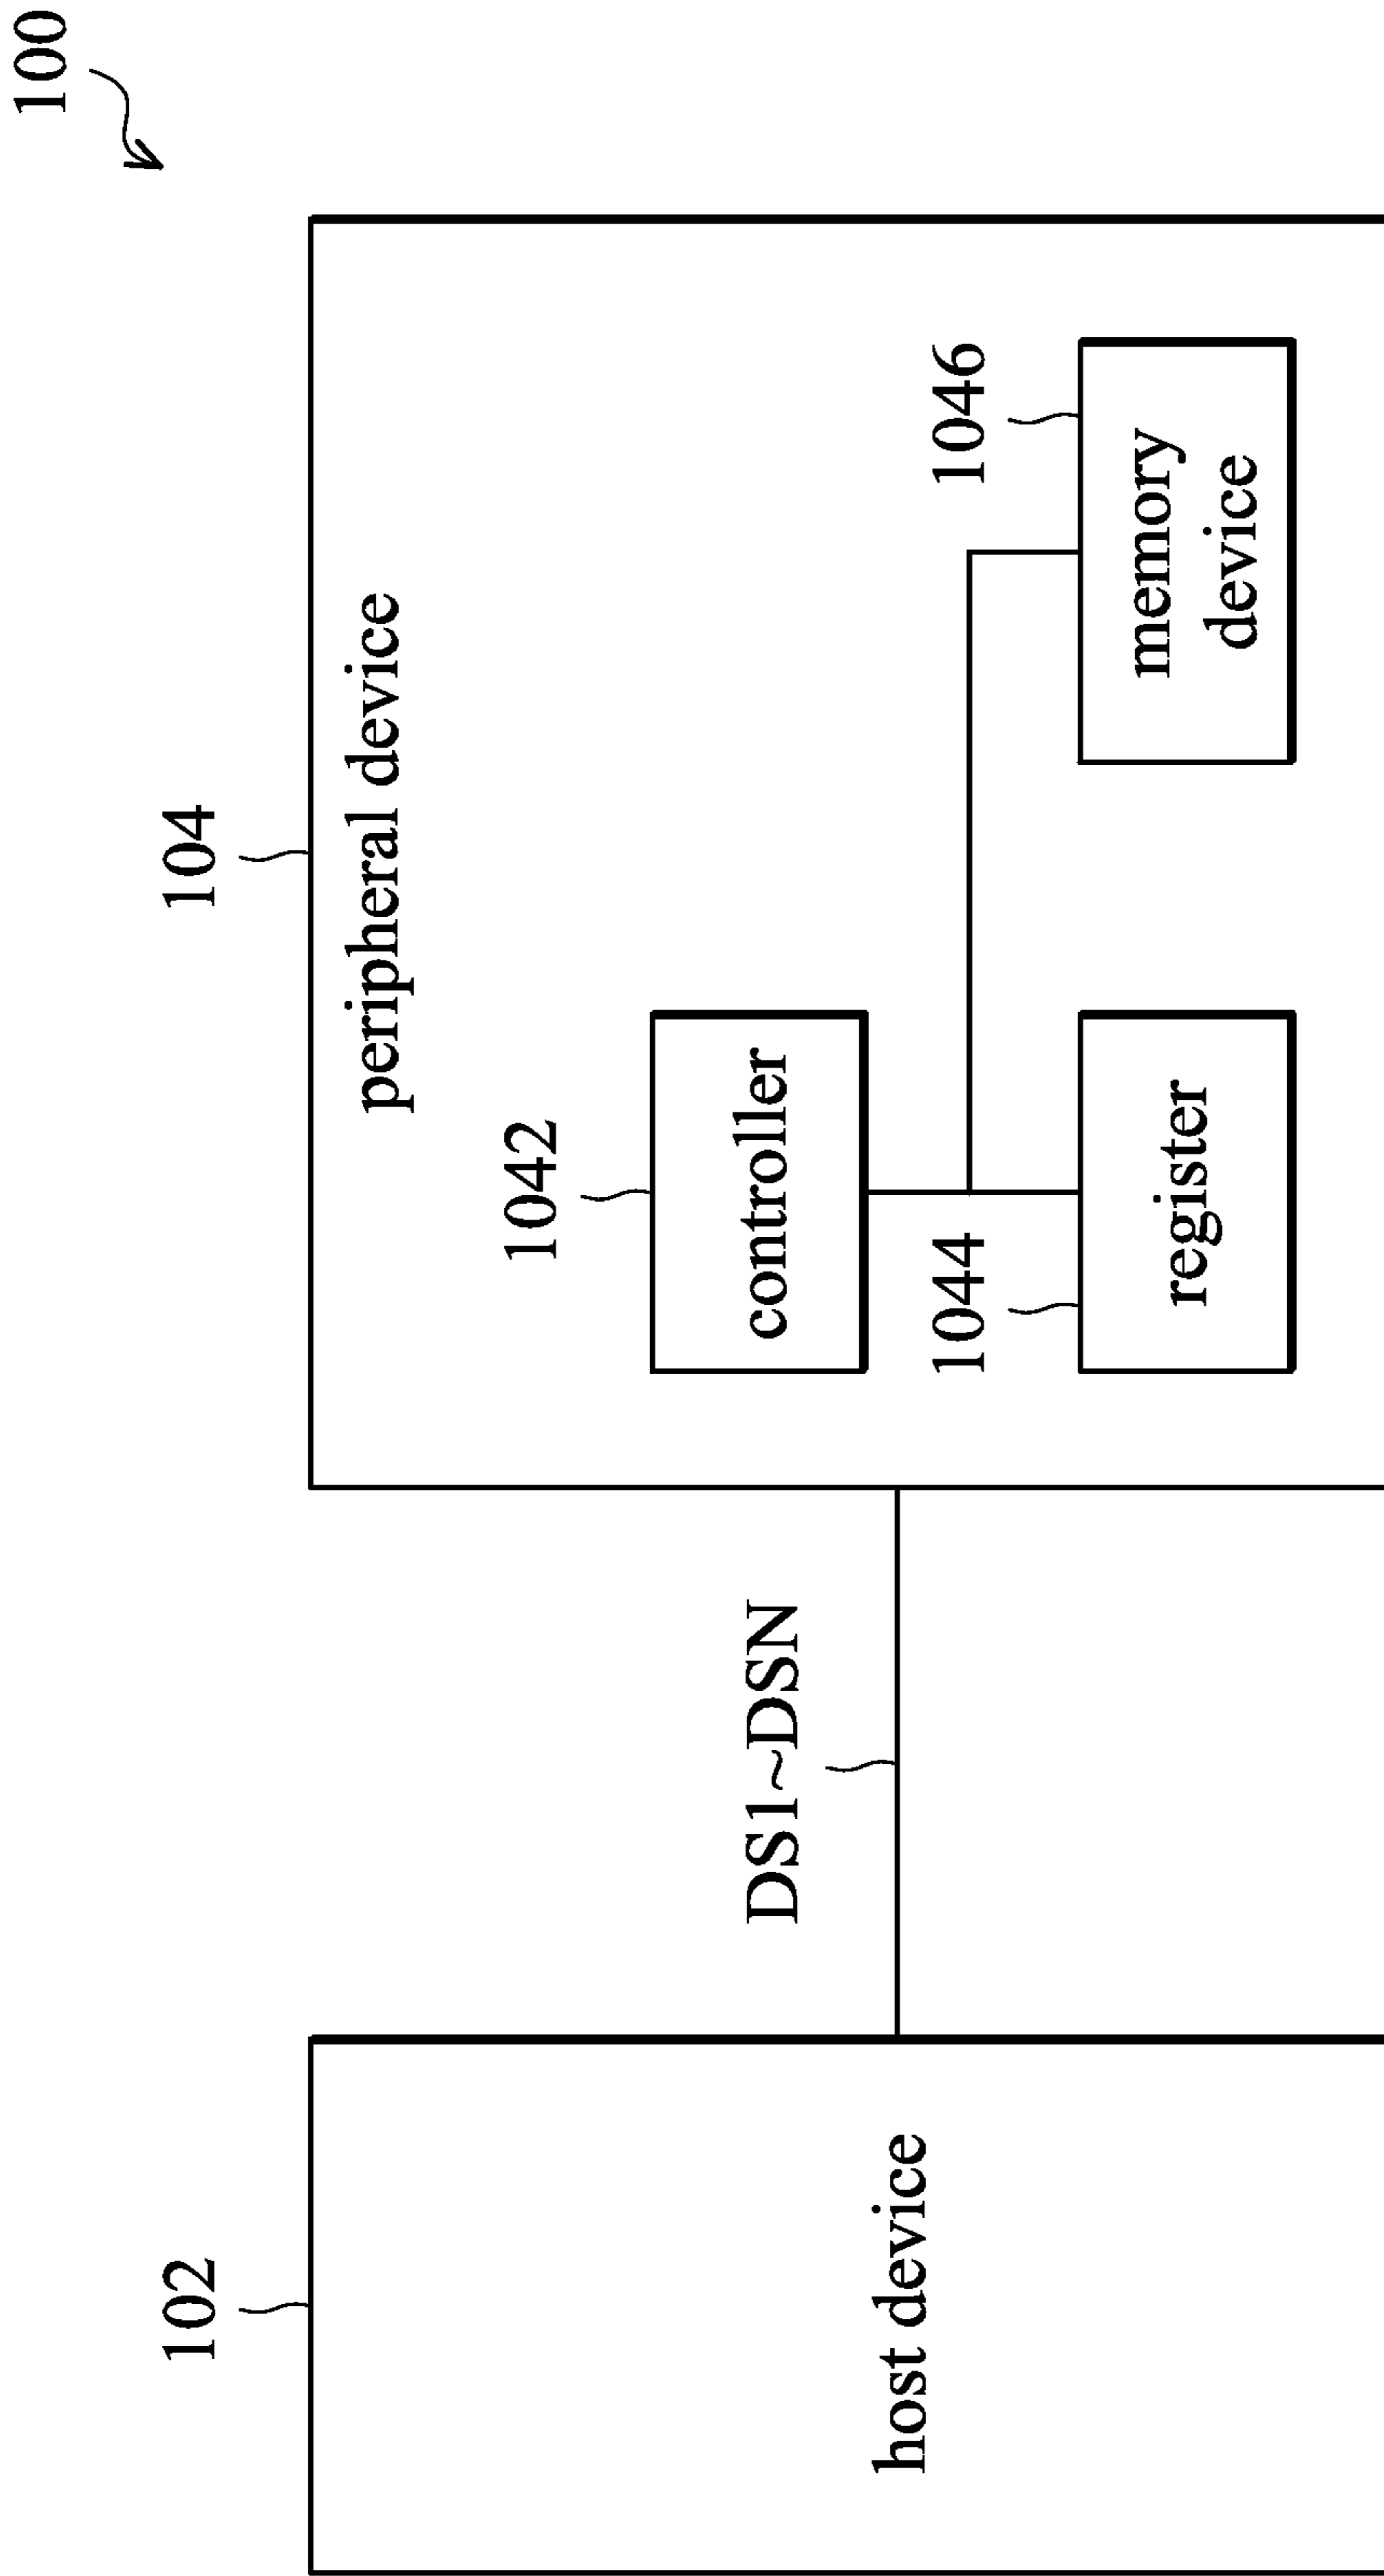 100
102
104
host device
DS1~DSN
peripheral device
1042
controller
1044
register
1046
memory
device